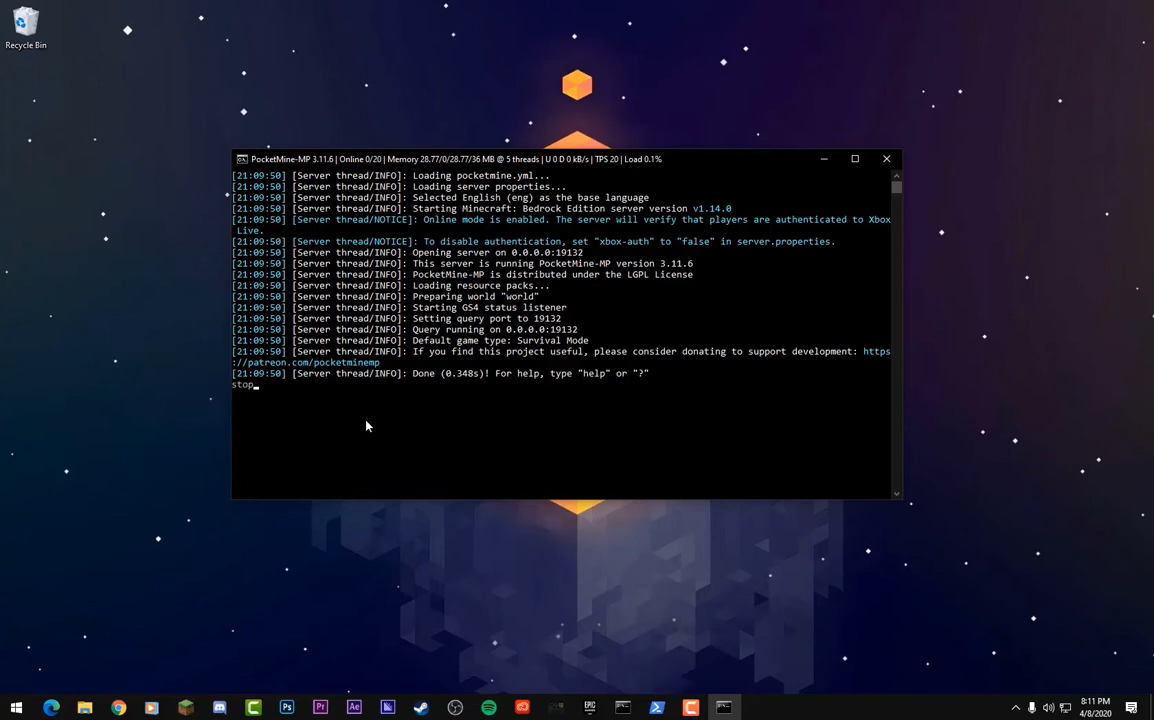 Recycle Bin
PocketMine-MP 3.11.6 | Online 0/20 | Memory 28.77/0/28.77/36 MB @ 5 threads | U 0 D 0 kB/s | TPS 20 | Load 0.1%
[21:09:50] [Server thread/INFO]: Loading pocketmine.yml...
[21:09:50] [Server thread/INFO]: Loading server properties...
[21:09:50] [Server thread/INFO]: Selected English (eng) as the base language
[21:09:50] [Server thread/INFO]: Starting Minecraft: Bedrock Edition server version v1.14.0
[21:09:50] [Server thread/NOTICE]: Online mode is enabled. The server will verify that players are authenticated to Xbox
Live.
[21:09:50] [Server thread/NOTICE]: To disable authentication, set "xbox-auth" to "false" in server.properties.
[21:09:50] [Server thread/INFO]: Opening server on 0.0.0.0:19132
[21:09:50] [Server thread/INFO]: This server is running PocketMine-MP version 3.11.6
[21:09:50] [Server thread/INFO]: PocketMine-MP is distributed under the LGPL License
[21:09:50] [Server thread/INFO]: Loading resource packs...
[21:09:50] [Server thread/INFO]: Preparing world "world"
[21:09:50] [Server thread/INFO]: Starting GS4 status listener
[21:09:50] [Server thread/INFO]: Setting query port to 19132
[21:09:50] [Server thread/INFO]: Query running on 0.0.0.0:19132
[21:09:50] [Server thread/INFO]: Default game type: Survival Mode
[21:09:50] [Server thread/INFO]: If you find this project useful, please consider donating to support development: https
://patreon.com/pocketminemp
[21:09:50] [Server thread/INFO]: Done (0.348s)! For help, type "help" or "?"
stop_
Ps
Pr
Ae
EPIC
8:11 PM
4/8/2020